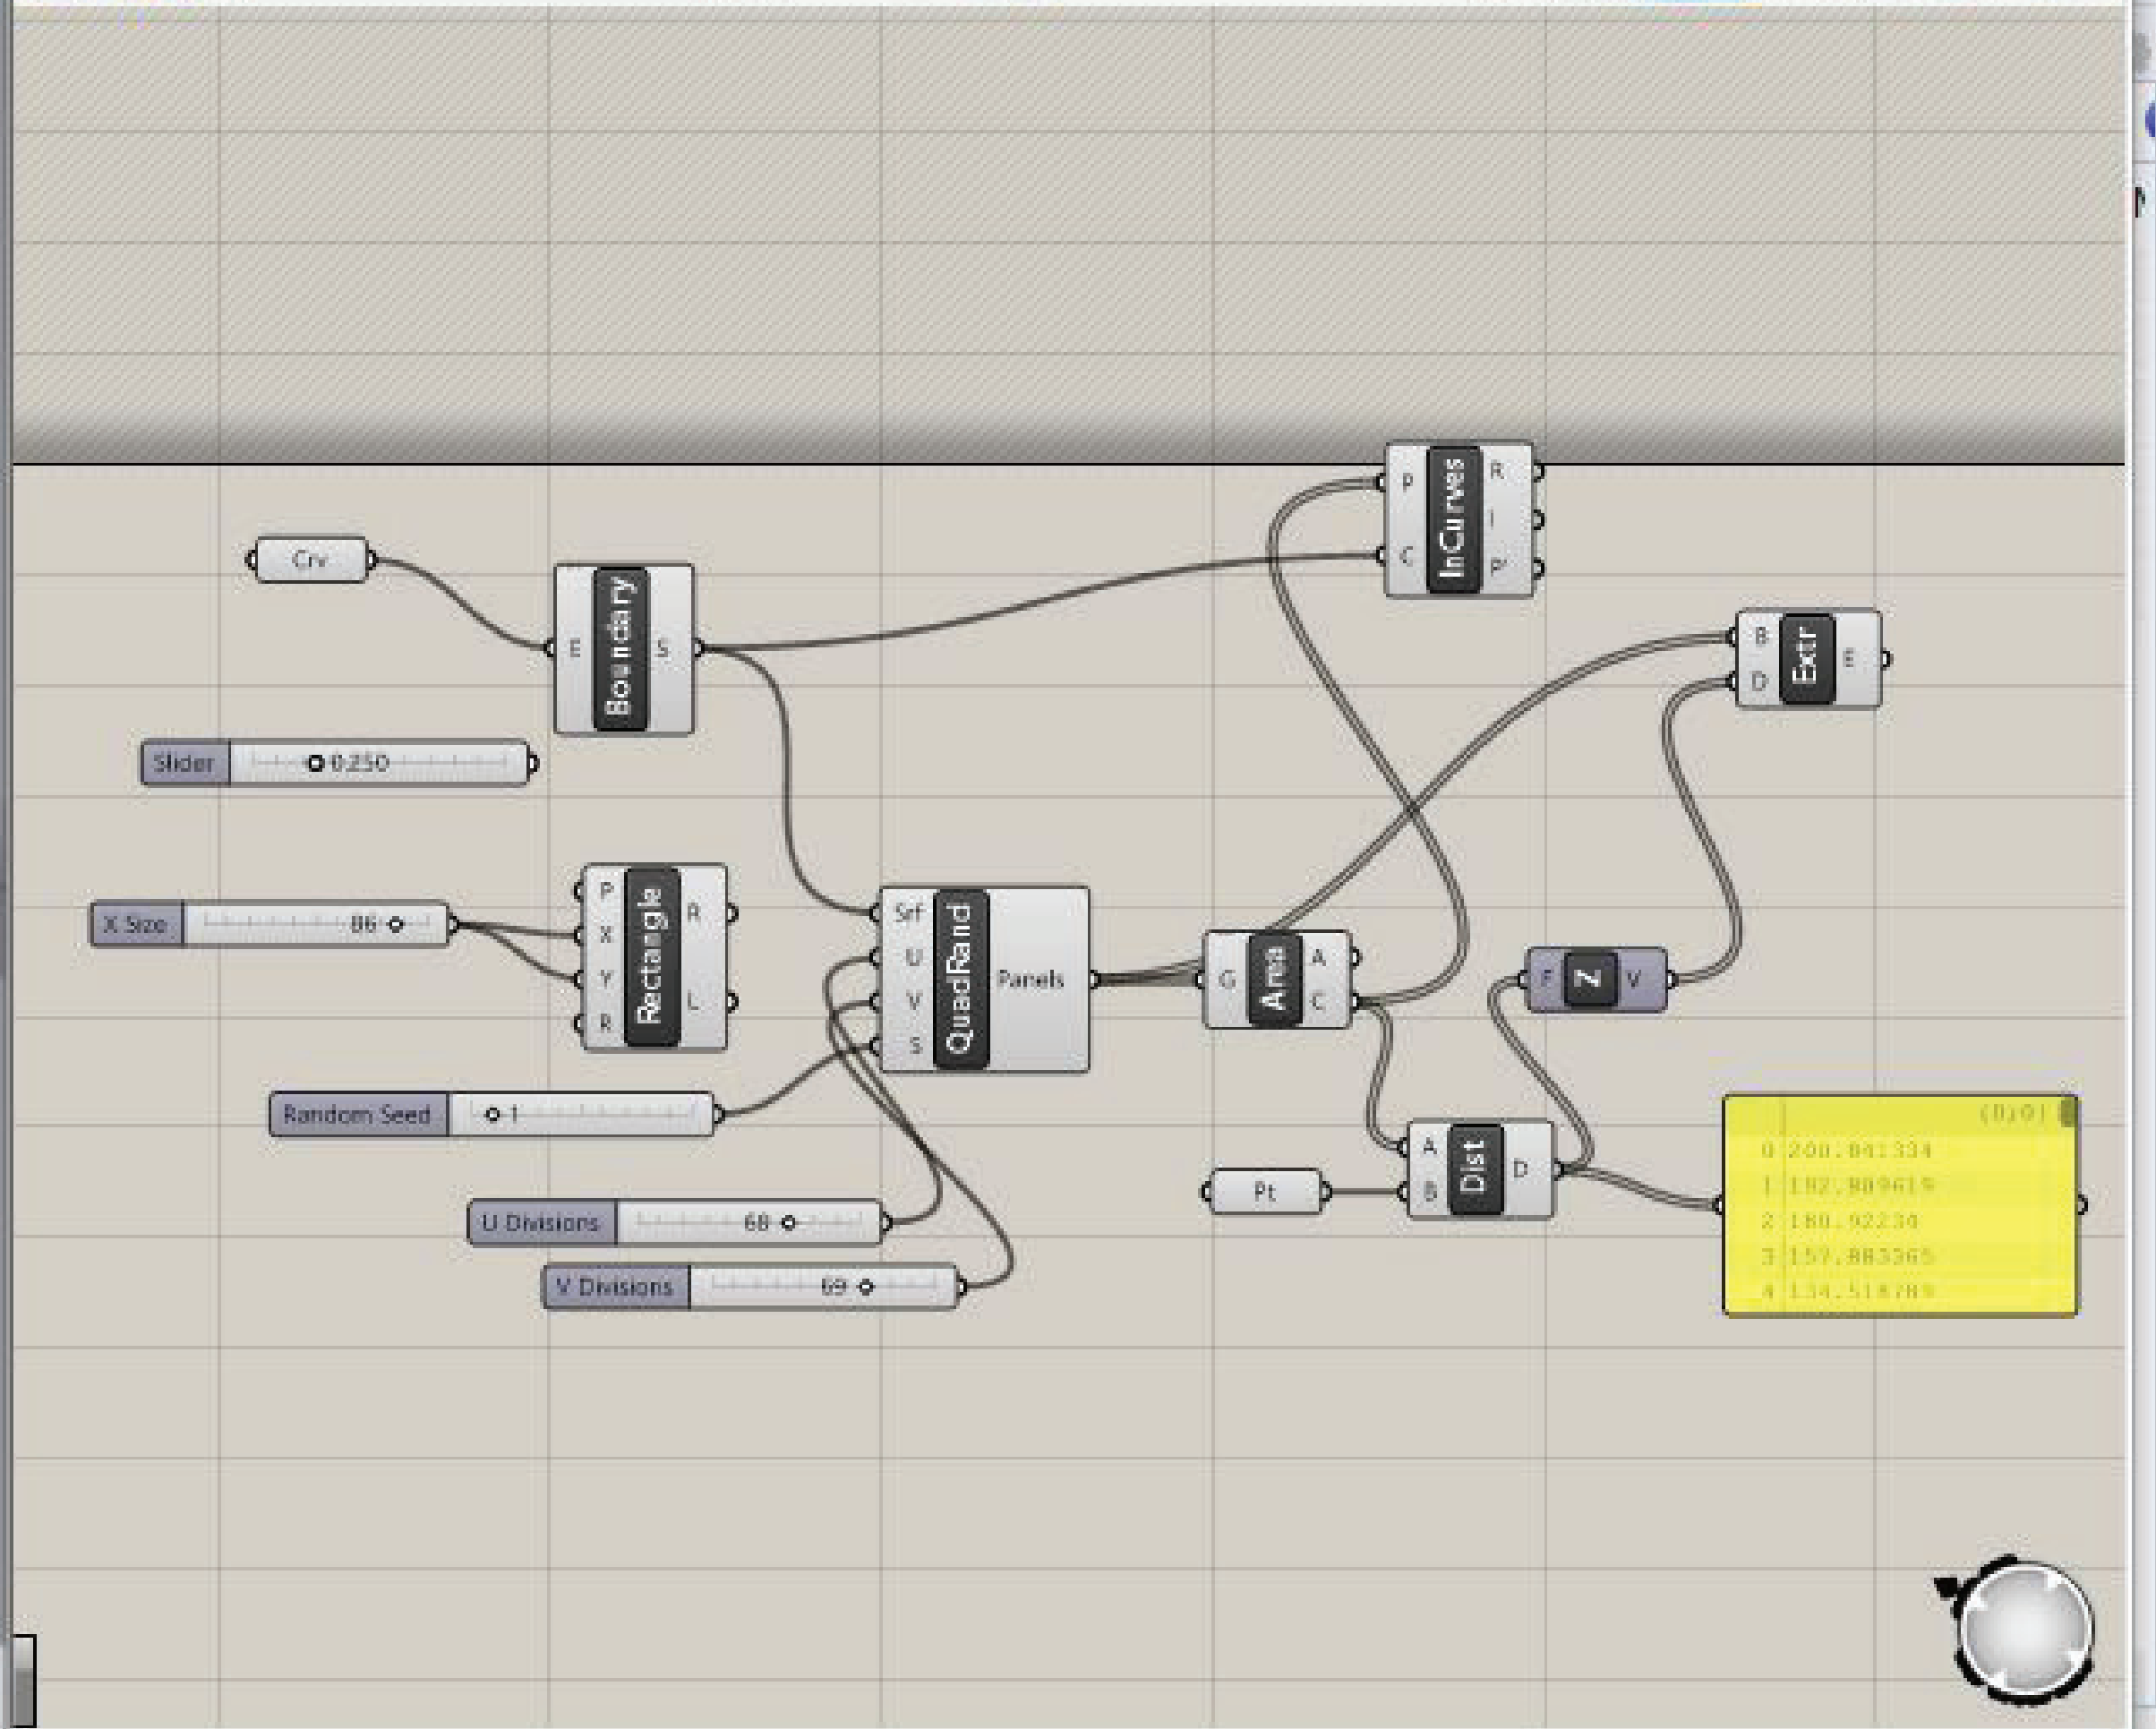 Crv
E Boundary S
P C InCurves R I P'
B D Extr E
Slider 0.250
X Size 86
P X Y R Rectangle R L
Srf U V S QuadRand Panels
G Area A C
F Z V
Random Seed 1
U Divisions 68
V Divisions 69
Pt
A B Dist D
{0;0}
0 200.841334
1 192.809619
2 180.92234
3 157.883365
4 134.518789